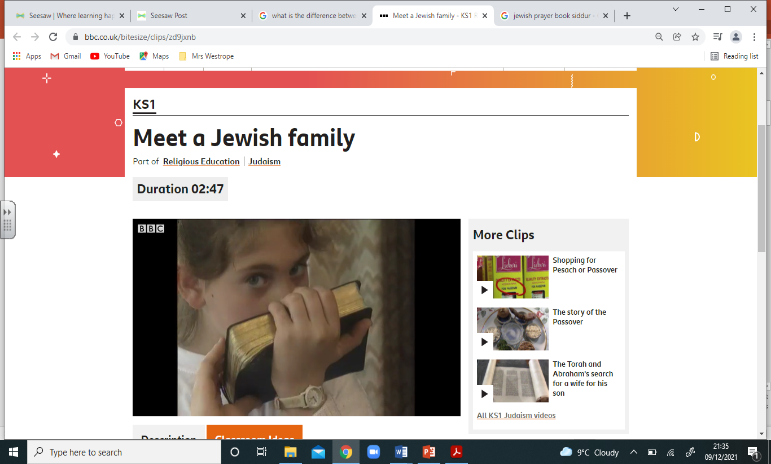 Seesaw | Where learning ha
Seesaw Post
what is the difference betwe
Meet a Jewish family - KS1
jewish prayer book siddur
bbc.co.uk/bitesize/clips/zd9jxnb
Apps
Gmail
YouTube
Maps
Mrs Westrope
Reading list
KS1
Meet a Jewish family
Part of Religious Education | Judaism
Duration 02:47
BBC
More Clips
Shopping for
Pesach or Passover
The story of the
Passover
The Torah and
Abraham's search
for a wife for his
son
All KS1 Judaism videos
Description
Classroom Ideas
Type here to search
9°C Cloudy
21:35
09/12/2021